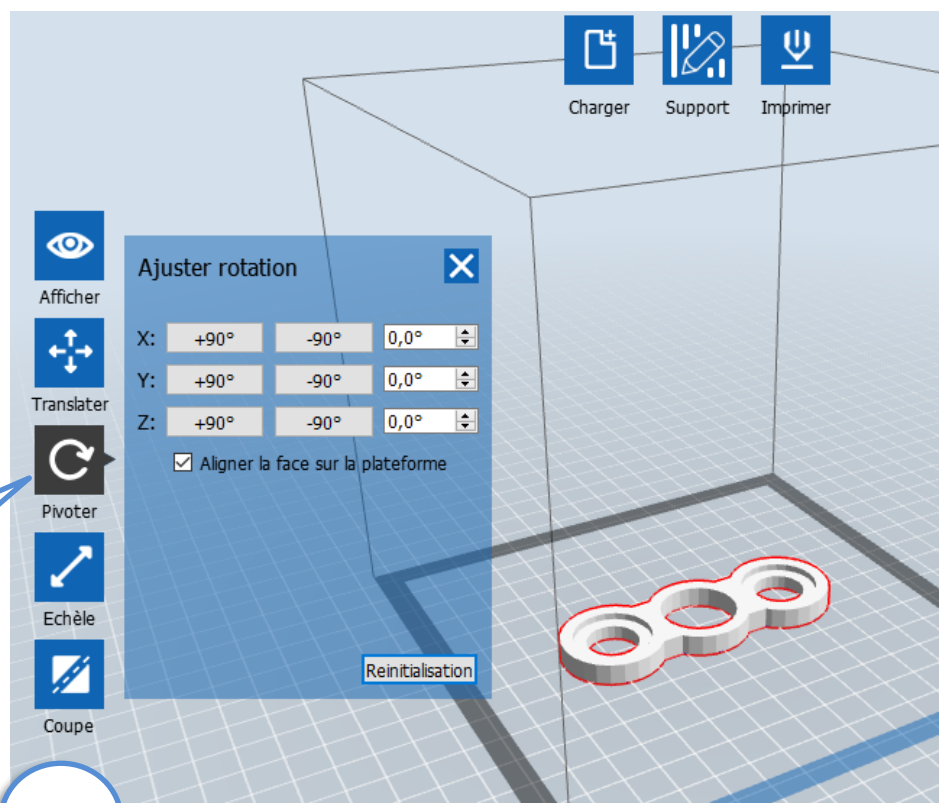 Charger Support Imprimer
Afficher
Translater
Pivoter
Echèle
Coupe
Ajuster rotation
X: +90° -90° 0,0°
Y: +90° -90° 0,0°
Z: +90° -90° 0,0°
Aligner la face sur la plateforme
Reinitialisation